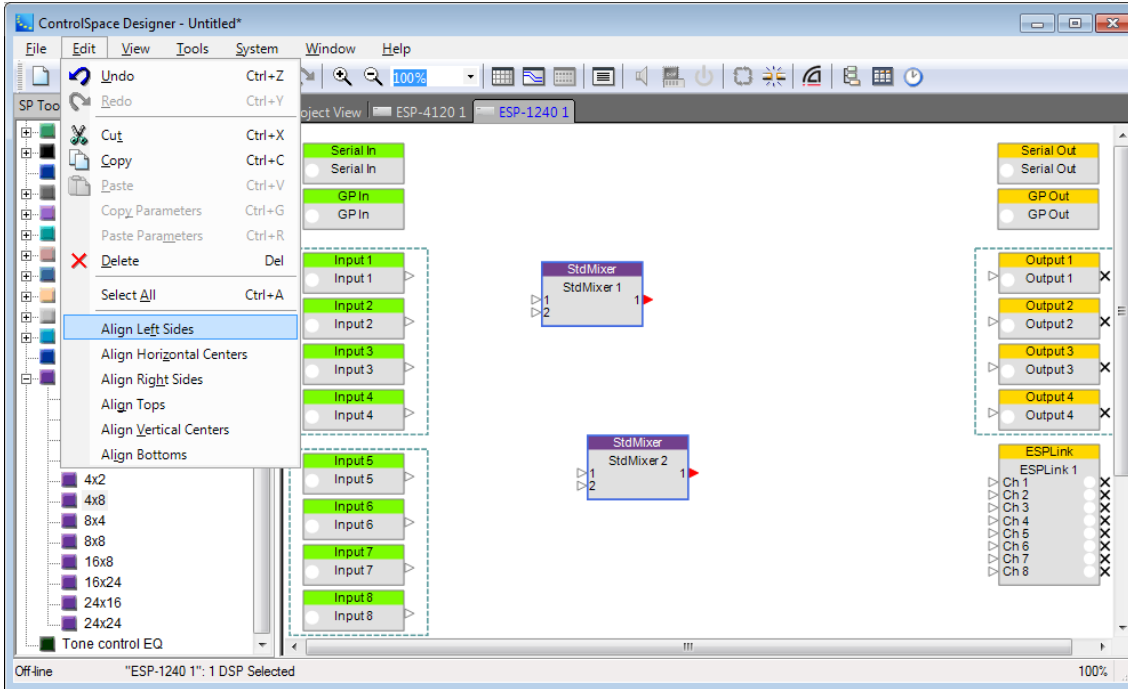 ControlSpace Designer - Untitled*
File Edit View Tools System Window Help
100%
SP Too
oject View ESP-4120 1 ESP-1240 1
Undo Ctrl+Z
Redo Ctrl+Y
Cut Ctrl+X
Copy Ctrl+C
Paste Ctrl+V
Copy Parameters Ctrl+G
Paste Parameters Ctrl+R
Delete Del
Select All Ctrl+A
Align Left Sides
Align Horizontal Centers
Align Right Sides
Align Tops
Align Vertical Centers
Align Bottoms
4x2
4x8
8x4
8x8
16x8
16x24
24x16
24x24
Tone control EQ
Serial In
Serial In
GP In
GP In
Input 1
Input 1
Input 2
Input 2
Input 3
Input 3
Input 4
Input 4
Input 5
Input 5
Input 6
Input 6
Input 7
Input 7
Input 8
Input 8
StdMixer
StdMixer 1
1 1
2
StdMixer
StdMixer 2
1 1
2
Serial Out
Serial Out
GP Out
GP Out
Output 1
Output 1
Output 2
Output 2
Output 3
Output 3
Output 4
Output 4
ESPLink
ESPLink 1
Ch 1
Ch 2
Ch 3
Ch 4
Ch 5
Ch 6
Ch 7
Ch 8
Off-line "ESP-1240 1": 1 DSP Selected 100%